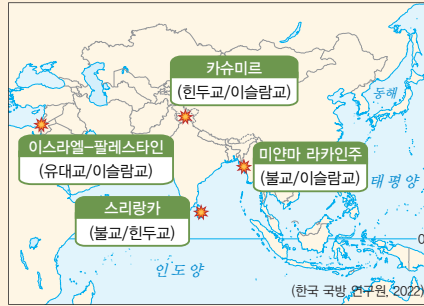 카슈미르
(힌두교/이슬람교)
동해
이스라엘-팔레스타인
(유대교/이슬람교)
미얀마 라카인주
(불교/이슬람교)
태평양
스리랑카
(불교/힌두교)
0
인도양
(한국 국방 연구원, 2022)